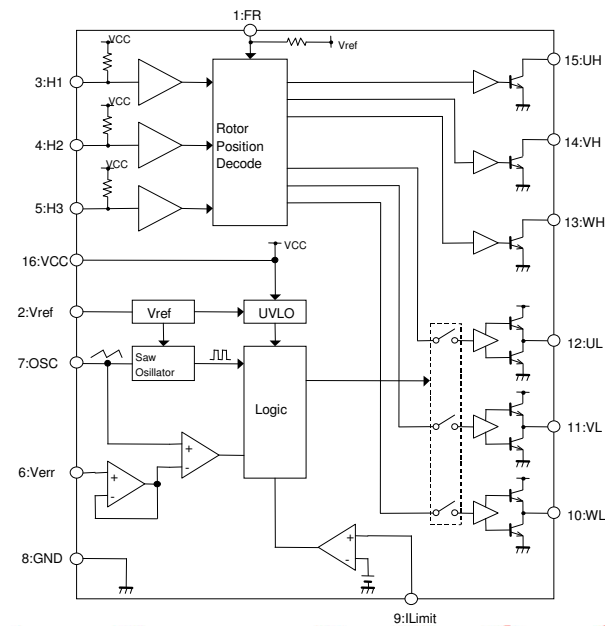 1:FR
VCC
Vref
15:UH
3:H1
VCC
Rotor
Position
Decode
4:H2
14:VH
VCC
5:H3
13:WH
VCC
16:VCC
2:Vref
Vref
UVLO
12:UL
7:OSC
Saw
Osillator
Logic
11:VL
+
-
6:Verr
+
-
10:WL
+
-
8:GND
9:ILimit